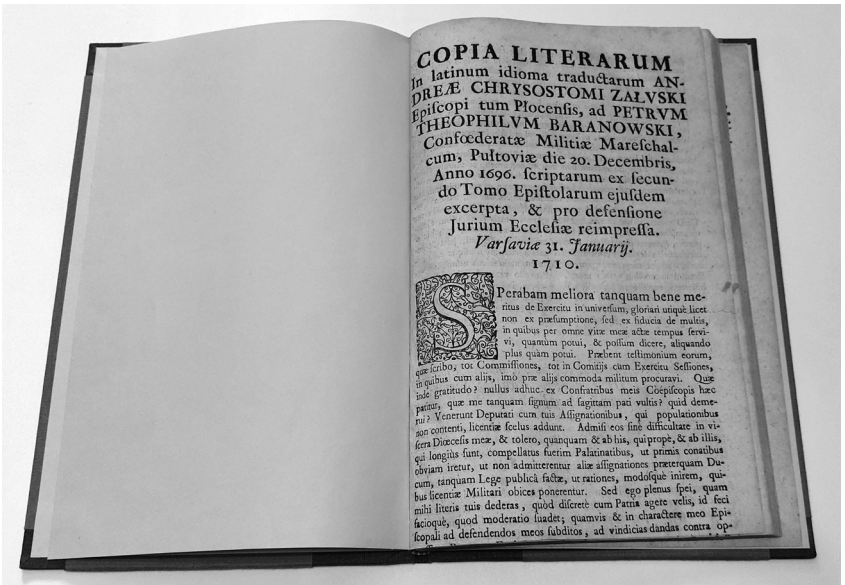 COPIA LITERARUM
In latinum idioma traductarum AN-
DREÆ CHRYSOSTOMI ZAŁVSKI
Epiſcopi tum Płocenſis, ad PETRVM
THEOPHILVM BARANOWSKI,
Confœderatæ Militiæ Mareſchal-
cum, Pułtoviæ die 20. Decembris,
Anno 1696. ſcriptarum ex ſecun-
do Tomo Epiſtolarum ejuſdem
excerpta, & pro defenſione
Jurium Eccleſiæ reimpreſſa.
Varſaviæ 31. Januarij.
1710.
SPerabam meliora tanquam bene me-
ritus de Exercitu in univerſum, gloriari utiquè licet
non ex præſumptione, ſed ex fiducia de multis,
in quibus per omne vitæ meæ actæ tempus ſervi-
vi, quantùm potui, & poſſum dicere, aliquando
plus quàm potui. Præbent teſtimonium eorum,
quæ ſcribo, tot Commiſſiones, tot in Comitijs cum Exercitu Seſſiones,
in quibus cum alijs, imò præ alijs commoda militum procuravi. Quæ
inde gratitudo? nullus adhuc ex Confratribus meis Coëpiſcopis hæc
patitur, quæ me tanquam ſignum ad ſagittam pati vultis? quid deme-
rui? Venerunt Deputati cum tuis Aſſignationibus, qui populationibus
non contenti, licentiæ ſcelus addunt. Admiſi eos ſinè difficultate in vi-
ſcera Diœceſis meæ, & tolero, quanquam & ab his, qui propè, & ab illis,
qui longiùs ſunt, compellatus fuerim Palatinatibus, ut primis conatibus
obviam iretur, ut non admitterentur aliæ aſſignationes præterquam Du-
cum, tanquam Lege publicâ factæ, ut rationes, modoſquè inirem, qui-
bus licentiæ Militari obices ponerentur. Sed ego plenus ſpei, quam
mihi literis tuis dederas, quòd diſcretè cum Patria agere velis, id feci
facioquè, quod moderatio ſuadet; quamvis & in charactere meo Epi-
ſcopali ad defendendos meos ſubditos, ad vindicias dandas contra op-